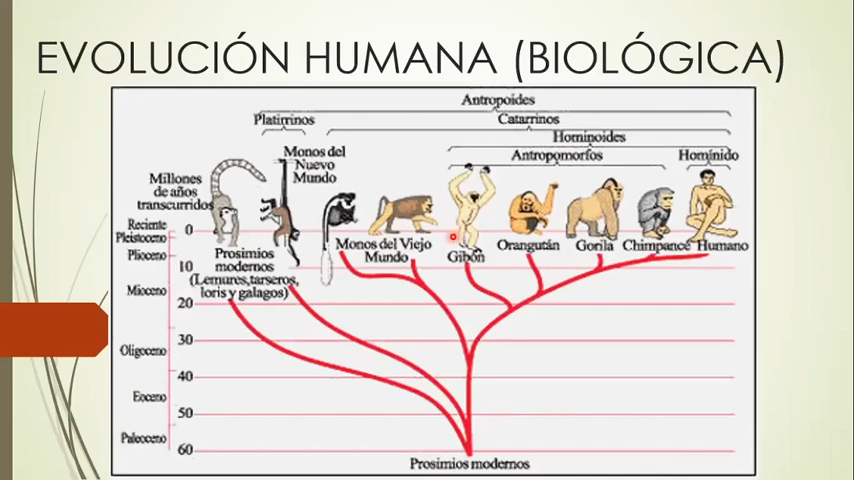 EVOLUCIÓN HUMANA (BIOLÓGICA)
Antropoides
Platirrinos
Catarrinos
Hominoides
Antropomorfos
Homínido
Monos del
Nuevo
Mundo
Millones
de años
transcurridos
Reciente
Pleistoceno
Plioceno
Mioceno
Oligoceno
Eoceno
Paleoceno
0
10
20
30
40
50
60
Prosimios
modernos
(Lemures,tarseros,
loris y galagos)
Monos del Viejo
Mundo
Gibón
Orangután
Gorila
Chimpancé
Humano
Prosimios modernos